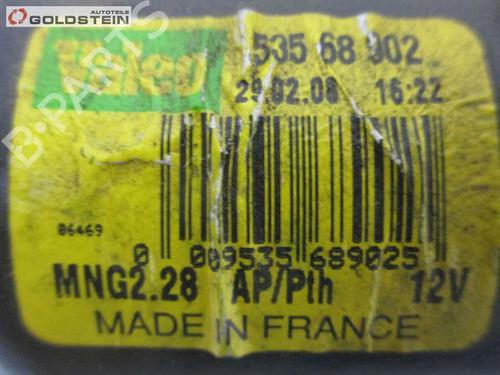 Autoteile
GOLDSTEIN
B-PARTS
Valeo
535 68 902
29.02.08 16:22
06469
0 009535 689025
MNG2.28 AP/Pth 12V
MADE IN FRANCE